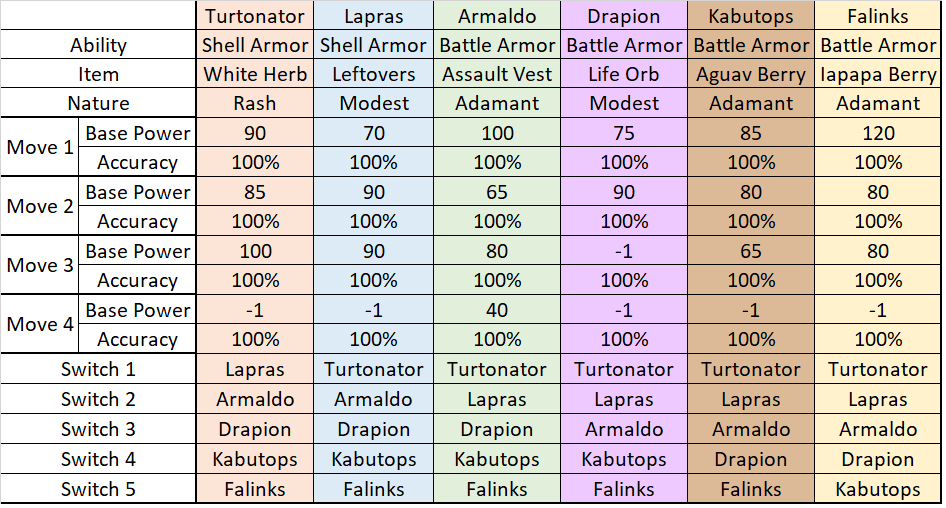 Turtonator Lapras Armaldo Drapion Kabutops Falinks
Ability Shell Armor Shell Armor Battle Armor Battle Armor Battle Armor Battle Armor
Item White Herb Leftovers Assault Vest Life Orb Aguav Berry Iapapa Berry
Nature Rash Modest Adamant Modest Adamant Adamant
Move 1 Base Power 90 70 100 75 85 120
Accuracy 100% 100% 100% 100% 100% 100%
Move 2 Base Power 85 90 65 90 80 80
Accuracy 100% 100% 100% 100% 100% 100%
Move 3 Base Power 100 90 80 -1 65 80
Accuracy 100% 100% 100% 100% 100% 100%
Move 4 Base Power -1 -1 40 -1 -1 -1
Accuracy 100% 100% 100% 100% 100% 100%
Switch 1 Lapras Turtonator Turtonator Turtonator Turtonator Turtonator
Switch 2 Armaldo Armaldo Lapras Lapras Lapras Lapras
Switch 3 Drapion Drapion Drapion Armaldo Armaldo Armaldo
Switch 4 Kabutops Kabutops Kabutops Kabutops Drapion Drapion
Switch 5 Falinks Falinks Falinks Falinks Falinks Kabutops